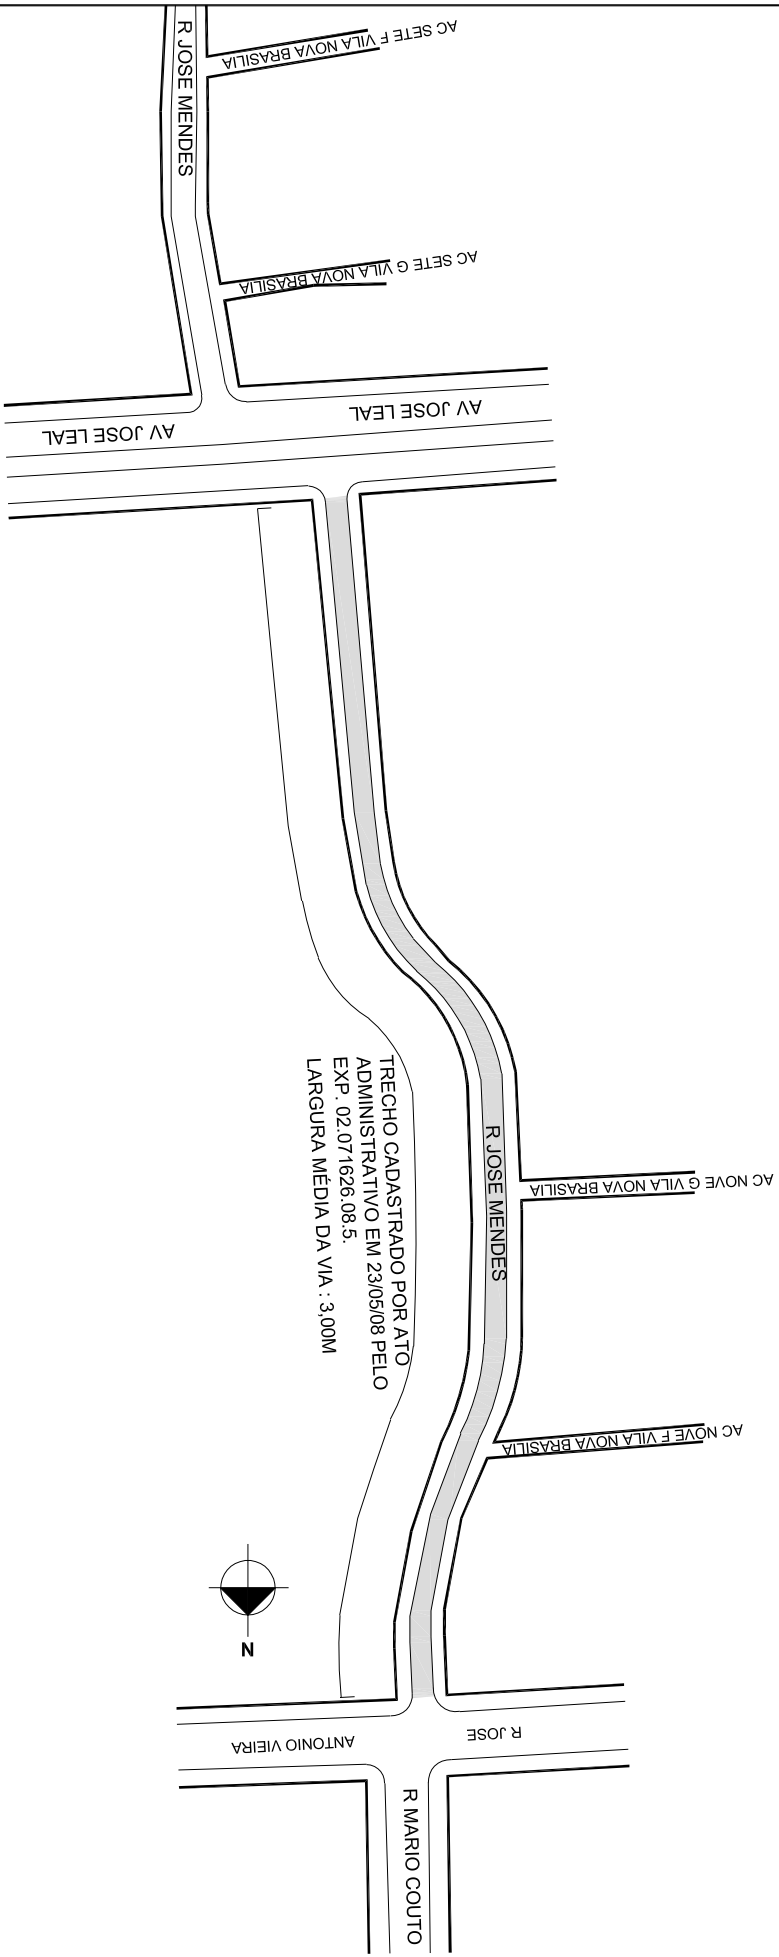 AC SETE F VILA NOVA BRASILIA
R JOSE MENDES
AC SETE G VILA NOVA BRASILIA
AV JOSE LEAL
AV JOSE LEAL
TRECHO CADASTRADO POR ATO
ADMINISTRATIVO EM 23/05/08 PELO
EXP. 02.071626.08.5.
LARGURA MÉDIA DA VIA : 3,00M
R JOSE MENDES
AC NOVE G VILA NOVA BRASILIA
AC NOVE F VILA NOVA BRASILIA
N
R JOSE
ANTONIO VIEIRA
R MARIO COUTO